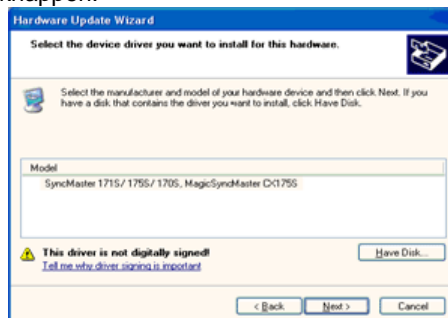 knappen.
Hardware Update Wizard
Select the device driver you want to install for this hardware.
Select the manufacturer and model of your hardware device and then click Next. If you
have a disk that contains the driver you want to install, click Have Disk.
Model
SyncMaster 171S/ 175S/ 170S, MagicSyncMaster CX175S
This driver is not digitally signed!
Have Disk...
Tell me why driver signing is important
< Back
Next >
Cancel